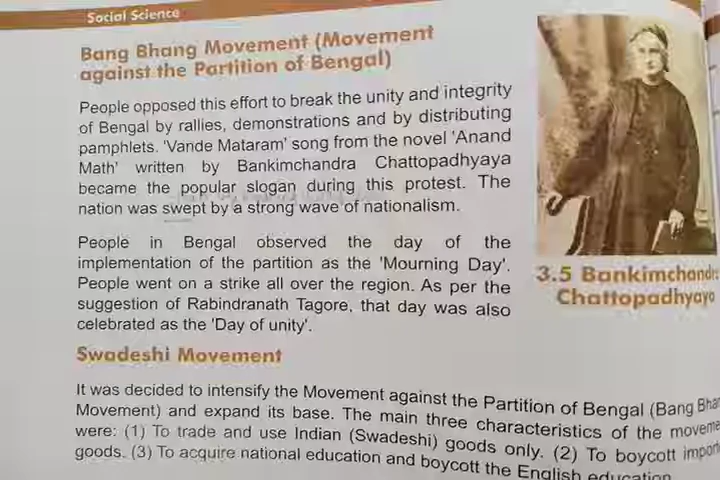 Social Science
Bang Bhang Movement (Movement
against the Partition of Bengal)
People opposed this effort to break the unity and integrity
of Bengal by rallies, demonstrations and by distributing
pamphlets. 'Vande Mataram' song from the novel 'Anand
Math' written by Bankimchandra Chattopadhyaya
became the popular slogan during this protest. The
nation was swept by a strong wave of nationalism.
People in Bengal observed the day of the
implementation of the partition as the 'Mourning Day'.
People went on a strike all over the region. As per the
suggestion of Rabindranath Tagore, that day was also
celebrated as the 'Day of unity'.
3.5 Bankimchandr
Chattopadhyaya
Swadeshi Movement
It was decided to intensify the Movement against the Partition of Bengal (Bang Bhan
Movement) and expand its base. The main three characteristics of the moveme
were: (1) To trade and use Indian (Swadeshi) goods only. (2) To boycott import
goods. (3) To acquire national education and boycott the English education